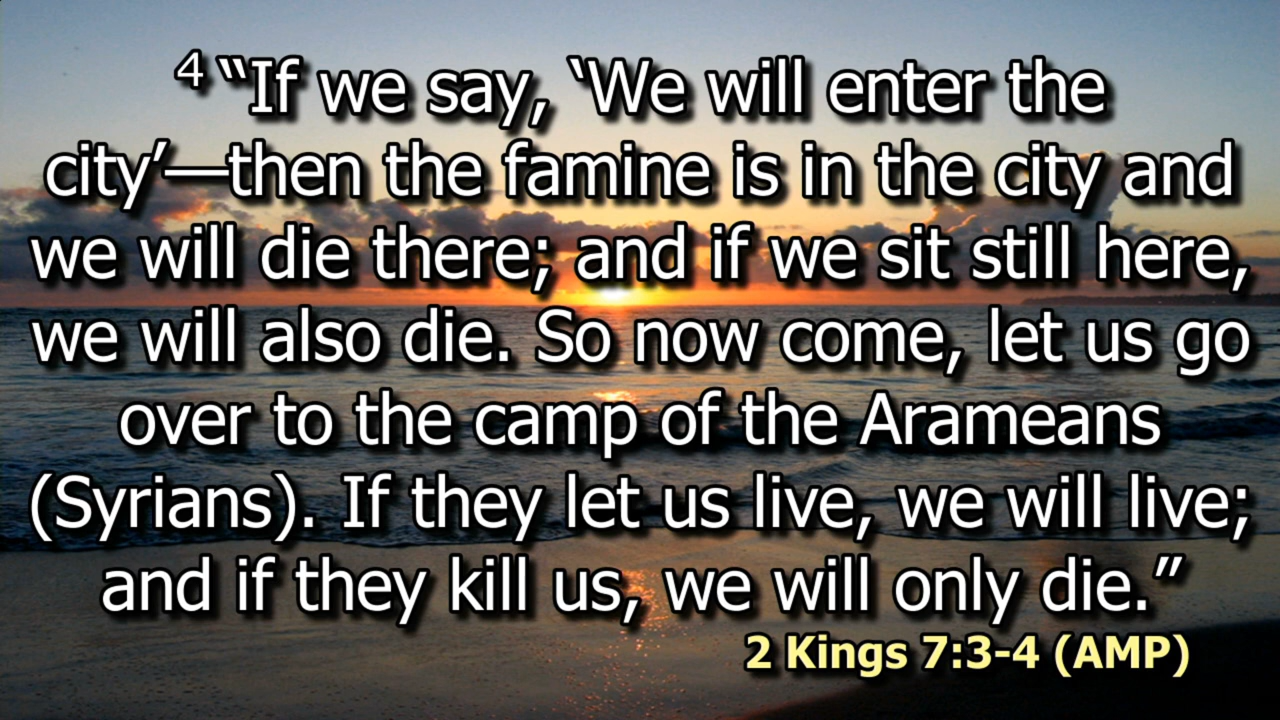 4 “If we say, ‘We will enter the
city’—then the famine is in the city and
we will die there; and if we sit still here,
we will also die. So now come, let us go
over to the camp of the Arameans
(Syrians). If they let us live, we will live;
and if they kill us, we will only die.”
2 Kings 7:3-4 (AMP)